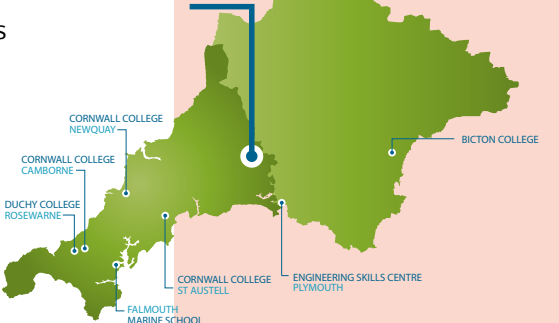 s
CORNWALL COLLEGE
NEWQUAY
BICTON COLLEGE
CORNWALL COLLEGE
CAMBORNE
DUCHY COLLEGE
ROSEWARNE
CORNWALL COLLEGE
ST AUSTELL
ENGINEERING SKILLS CENTRE
PLYMOUTH
FALMOUTH
MARINE SCHOOL